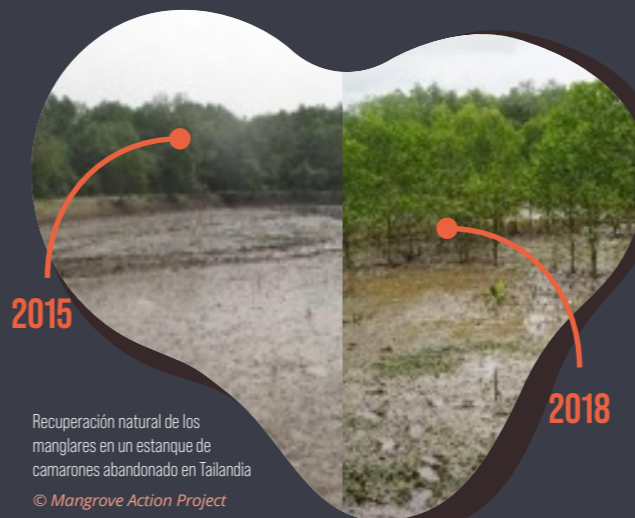 2015
2018
Recuperación natural de los
manglares en un estanque de
camarones abandonado en Tailandia
© Mangrove Action Project